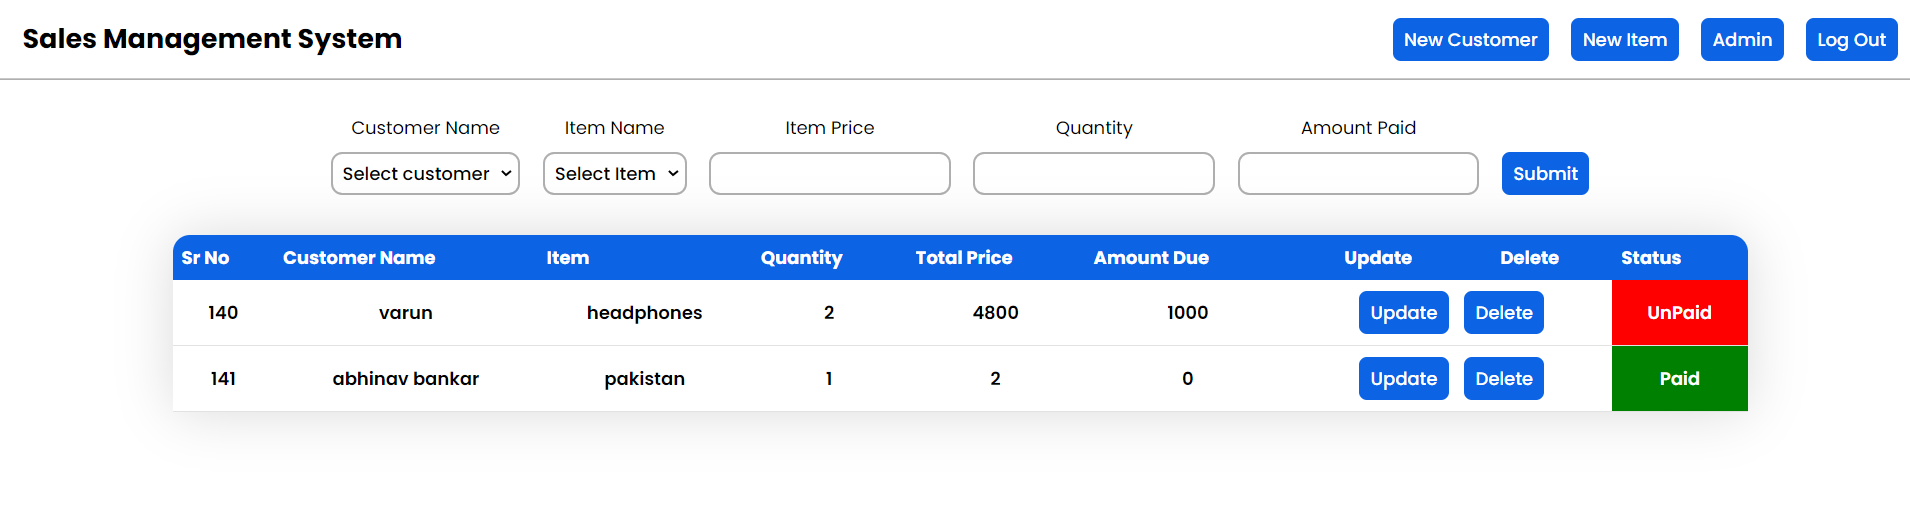 Sales Management System New Customer New Item Admin Log Out
Customer Name Item Name Item Price Quantity Amount Paid
Select customer Select Item Submit
Sr No Customer Name Item Quantity Total Price Amount Due Update Delete Status
140 varun headphones 2 4800 1000 Update Delete UnPaid
141 abhinav bankar pakistan 1 2 0 Update Delete Paid